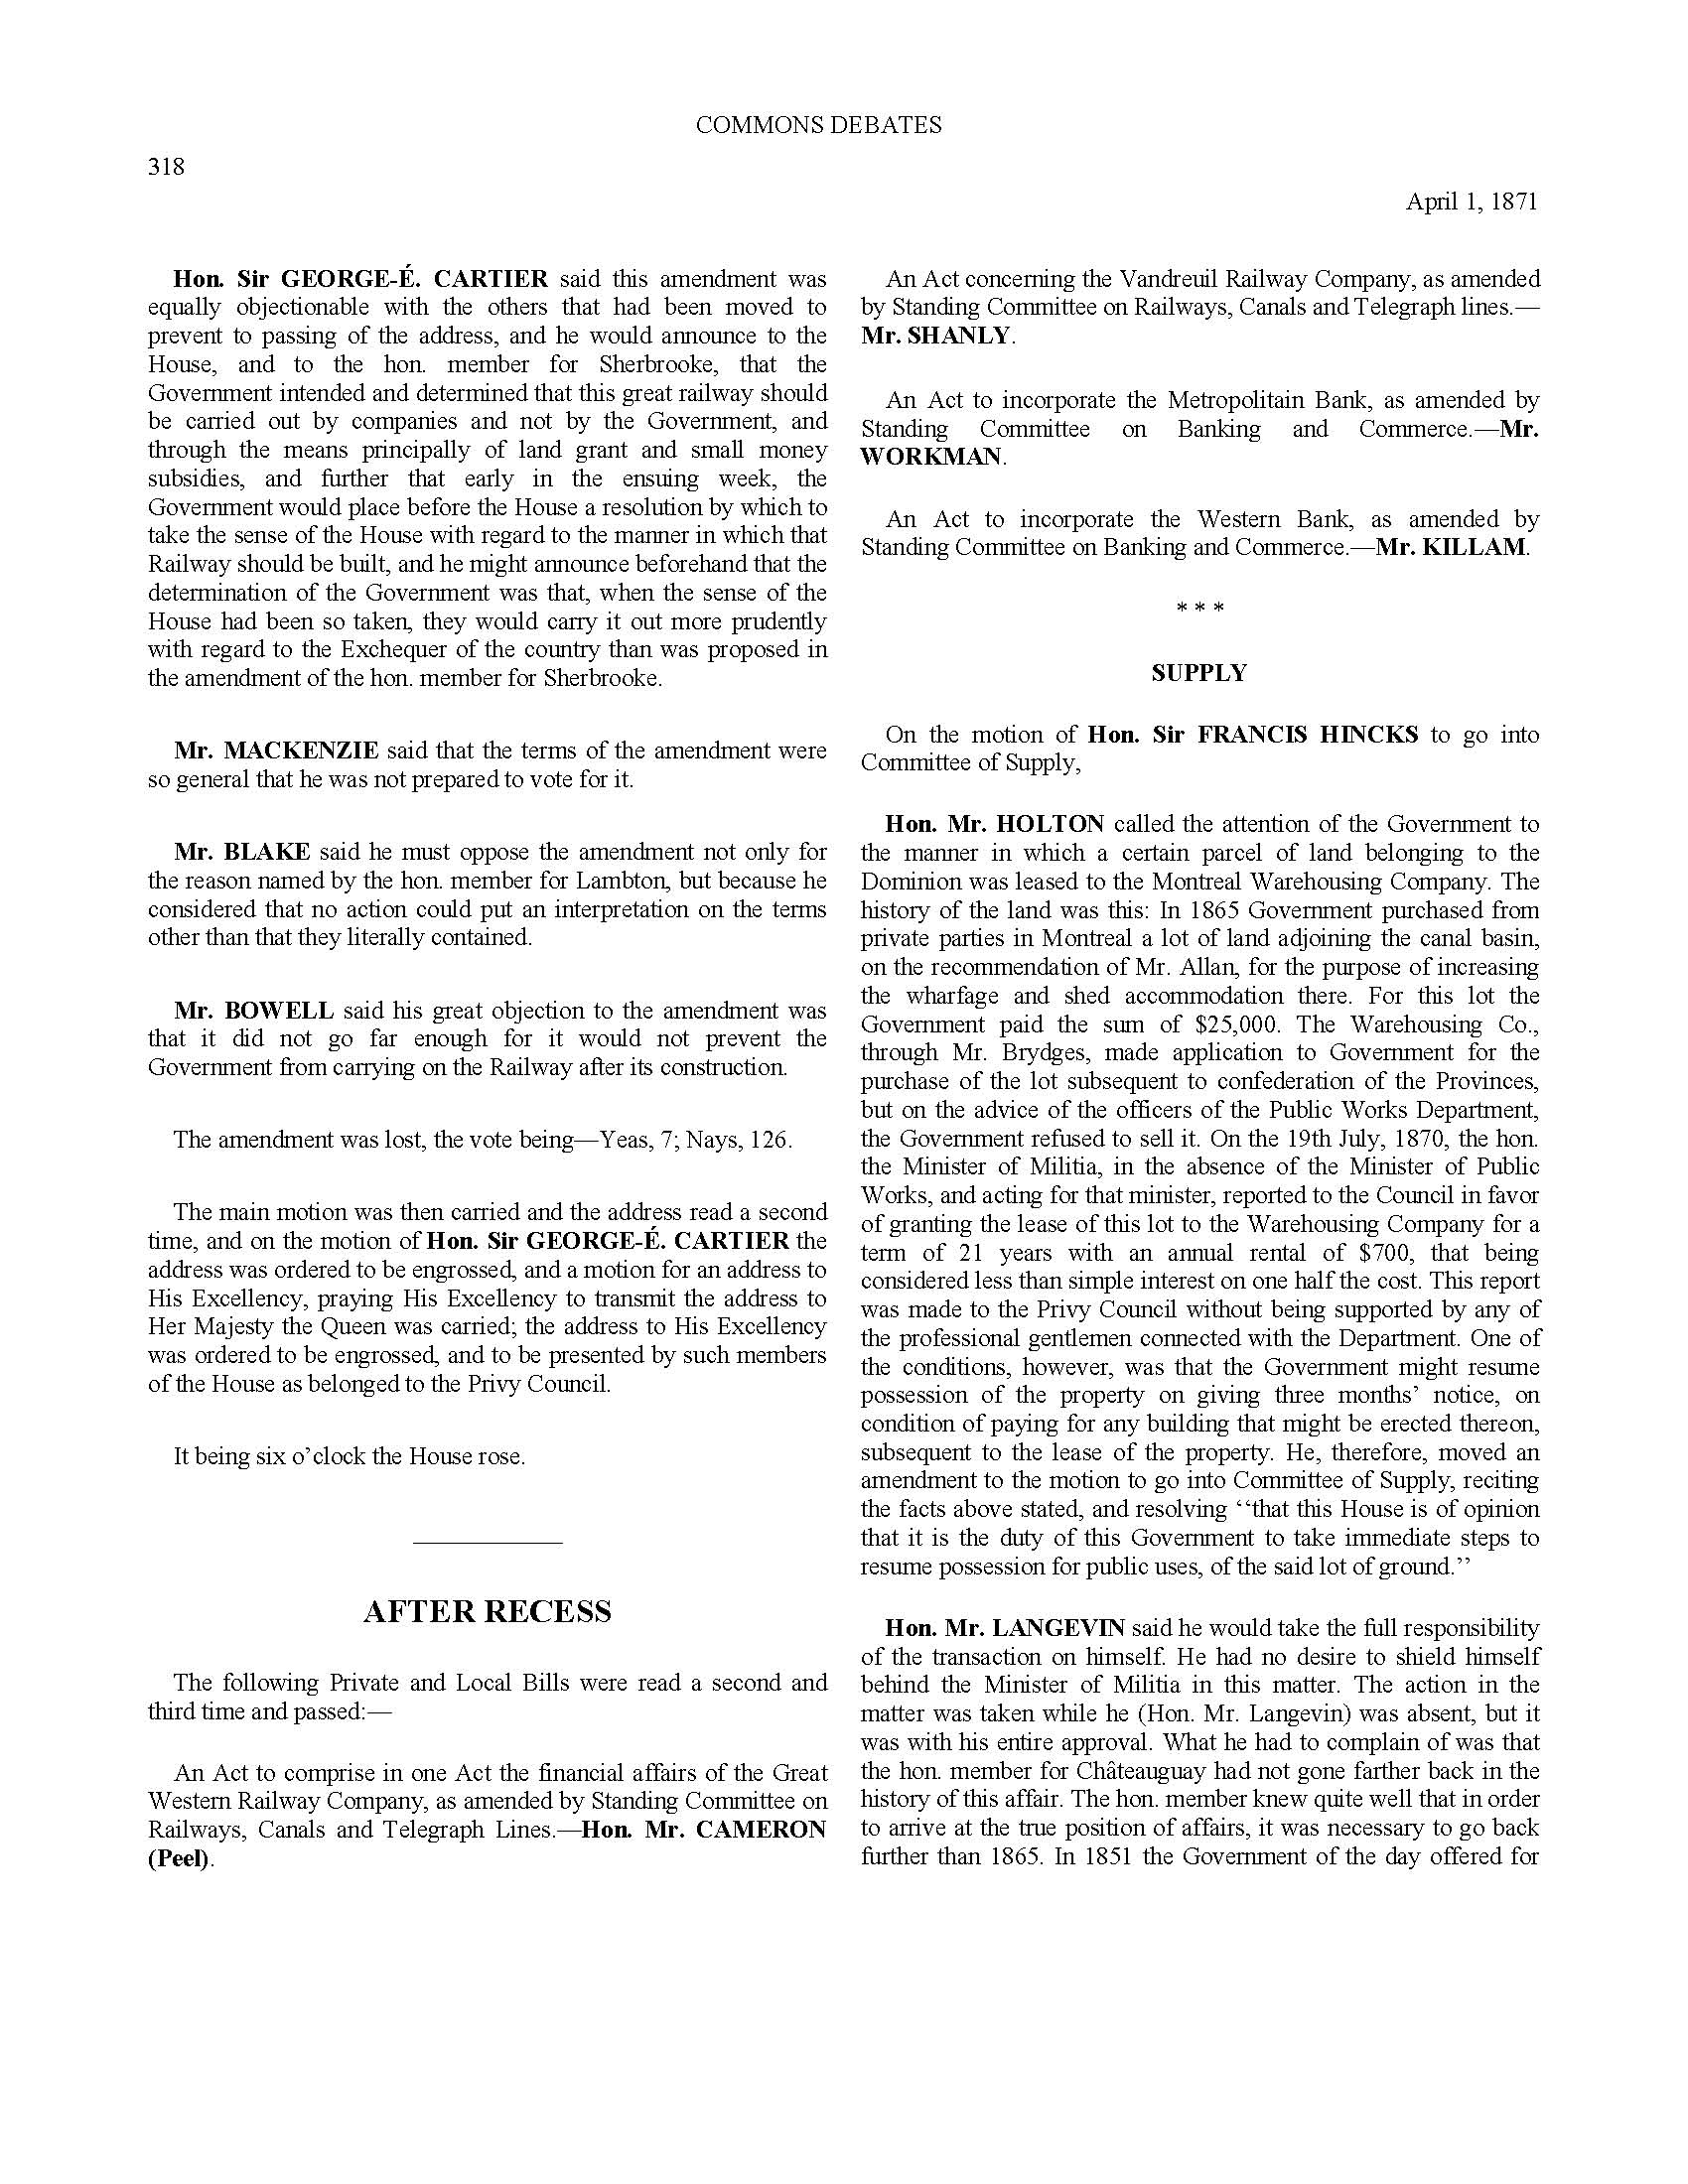 COMMONS DEBATES
318
April 1, 1871
Hon. Sir GEORGE-É. CARTIER said this amendment was
equally objectionable with the others that had been moved to
prevent to passing of the address, and he would announce to the
House, and to the hon. member for Sherbrooke, that the
Government intended and determined that this great railway should
be carried out by companies and not by the Government, and
through the means principally of land grant and small money
subsidies, and further that early in the ensuing week, the
Government would place before the House a resolution by which to
take the sense of the House with regard to the manner in which that
Railway should be built, and he might announce beforehand that the
determination of the Government was that, when the sense of the
House had been so taken, they would carry it out more prudently
with regard to the Exchequer of the country than was proposed in
the amendment of the hon. member for Sherbrooke.
Mr. MACKENZIE said that the terms of the amendment were
so general that he was not prepared to vote for it.
Mr. BLAKE said he must oppose the amendment not only for
the reason named by the hon. member for Lambton, but because he
considered that no action could put an interpretation on the terms
other than that they literally contained.
Mr. BOWELL said his great objection to the amendment was
that it did not go far enough for it would not prevent the
Government from carrying on the Railway after its construction.
The amendment was lost, the vote being—Yeas, 7; Nays, 126.
The main motion was then carried and the address read a second
time, and on the motion of Hon. Sir GEORGE-É. CARTIER the
address was ordered to be engrossed, and a motion for an address to
His Excellency, praying His Excellency to transmit the address to
Her Majesty the Queen was carried; the address to His Excellency
was ordered to be engrossed, and to be presented by such members
of the House as belonged to the Privy Council.
It being six o’clock the House rose.
AFTER RECESS
The following Private and Local Bills were read a second and
third time and passed:—
An Act to comprise in one Act the financial affairs of the Great
Western Railway Company, as amended by Standing Committee on
Railways, Canals and Telegraph Lines.—Hon. Mr. CAMERON
(Peel).
An Act concerning the Vandreuil Railway Company, as amended
by Standing Committee on Railways, Canals and Telegraph lines.—
Mr. SHANLY.
An Act to incorporate the Metropolitain Bank, as amended by
Standing Committee on Banking and Commerce.—Mr.
WORKMAN.
An Act to incorporate the Western Bank, as amended by
Standing Committee on Banking and Commerce.—Mr. KILLAM.
* * *
SUPPLY
On the motion of Hon. Sir FRANCIS HINCKS to go into
Committee of Supply,
Hon. Mr. HOLTON called the attention of the Government to
the manner in which a certain parcel of land belonging to the
Dominion was leased to the Montreal Warehousing Company. The
history of the land was this: In 1865 Government purchased from
private parties in Montreal a lot of land adjoining the canal basin,
on the recommendation of Mr. Allan, for the purpose of increasing
the wharfage and shed accommodation there. For this lot the
Government paid the sum of $25,000. The Warehousing Co.,
through Mr. Brydges, made application to Government for the
purchase of the lot subsequent to confederation of the Provinces,
but on the advice of the officers of the Public Works Department,
the Government refused to sell it. On the 19th July, 1870, the hon.
the Minister of Militia, in the absence of the Minister of Public
Works, and acting for that minister, reported to the Council in favor
of granting the lease of this lot to the Warehousing Company for a
term of 21 years with an annual rental of $700, that being
considered less than simple interest on one half the cost. This report
was made to the Privy Council without being supported by any of
the professional gentlemen connected with the Department. One of
the conditions, however, was that the Government might resume
possession of the property on giving three months’ notice, on
condition of paying for any building that might be erected thereon,
subsequent to the lease of the property. He, therefore, moved an
amendment to the motion to go into Committee of Supply, reciting
the facts above stated, and resolving ‘‘that this House is of opinion
that it is the duty of this Government to take immediate steps to
resume possession for public uses, of the said lot of ground.’’
Hon. Mr. LANGEVIN said he would take the full responsibility
of the transaction on himself. He had no desire to shield himself
behind the Minister of Militia in this matter. The action in the
matter was taken while he (Hon. Mr. Langevin) was absent, but it
was with his entire approval. What he had to complain of was that
the hon. member for Châteauguay had not gone farther back in the
history of this affair. The hon. member knew quite well that in order
to arrive at the true position of affairs, it was necessary to go back
further than 1865. In 1851 the Government of the day offered for